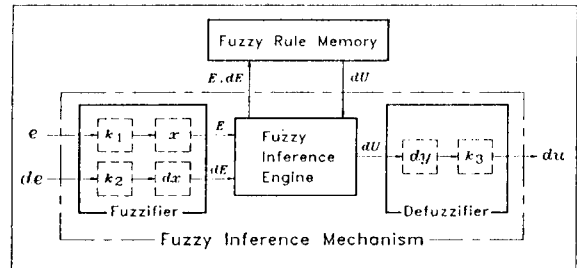 Fuzzy Rule Memory
E, dE
dU
e
k1
x
E
Fuzzy
Inference
Engine
dU
dy
k3
du
de
k2
dx
dE
Fuzzifier
Defuzzifier
Fuzzy Inference Mechanism